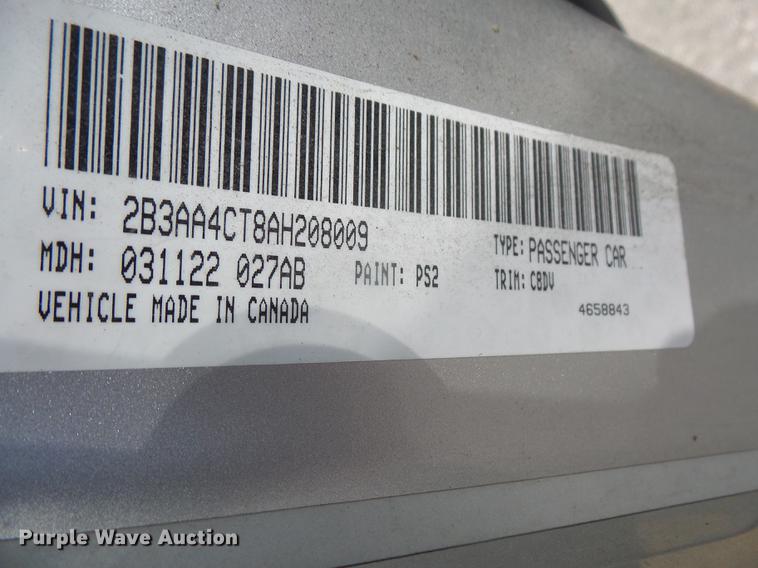 VIN: 2B3AA4CT8AH208009
TYPE: PASSENGER CAR
MDH: 031122 027AB PAINT: PS2 TRIM: C8DV
VEHICLE MADE IN CANADA
4658843
Purple Wave Auction